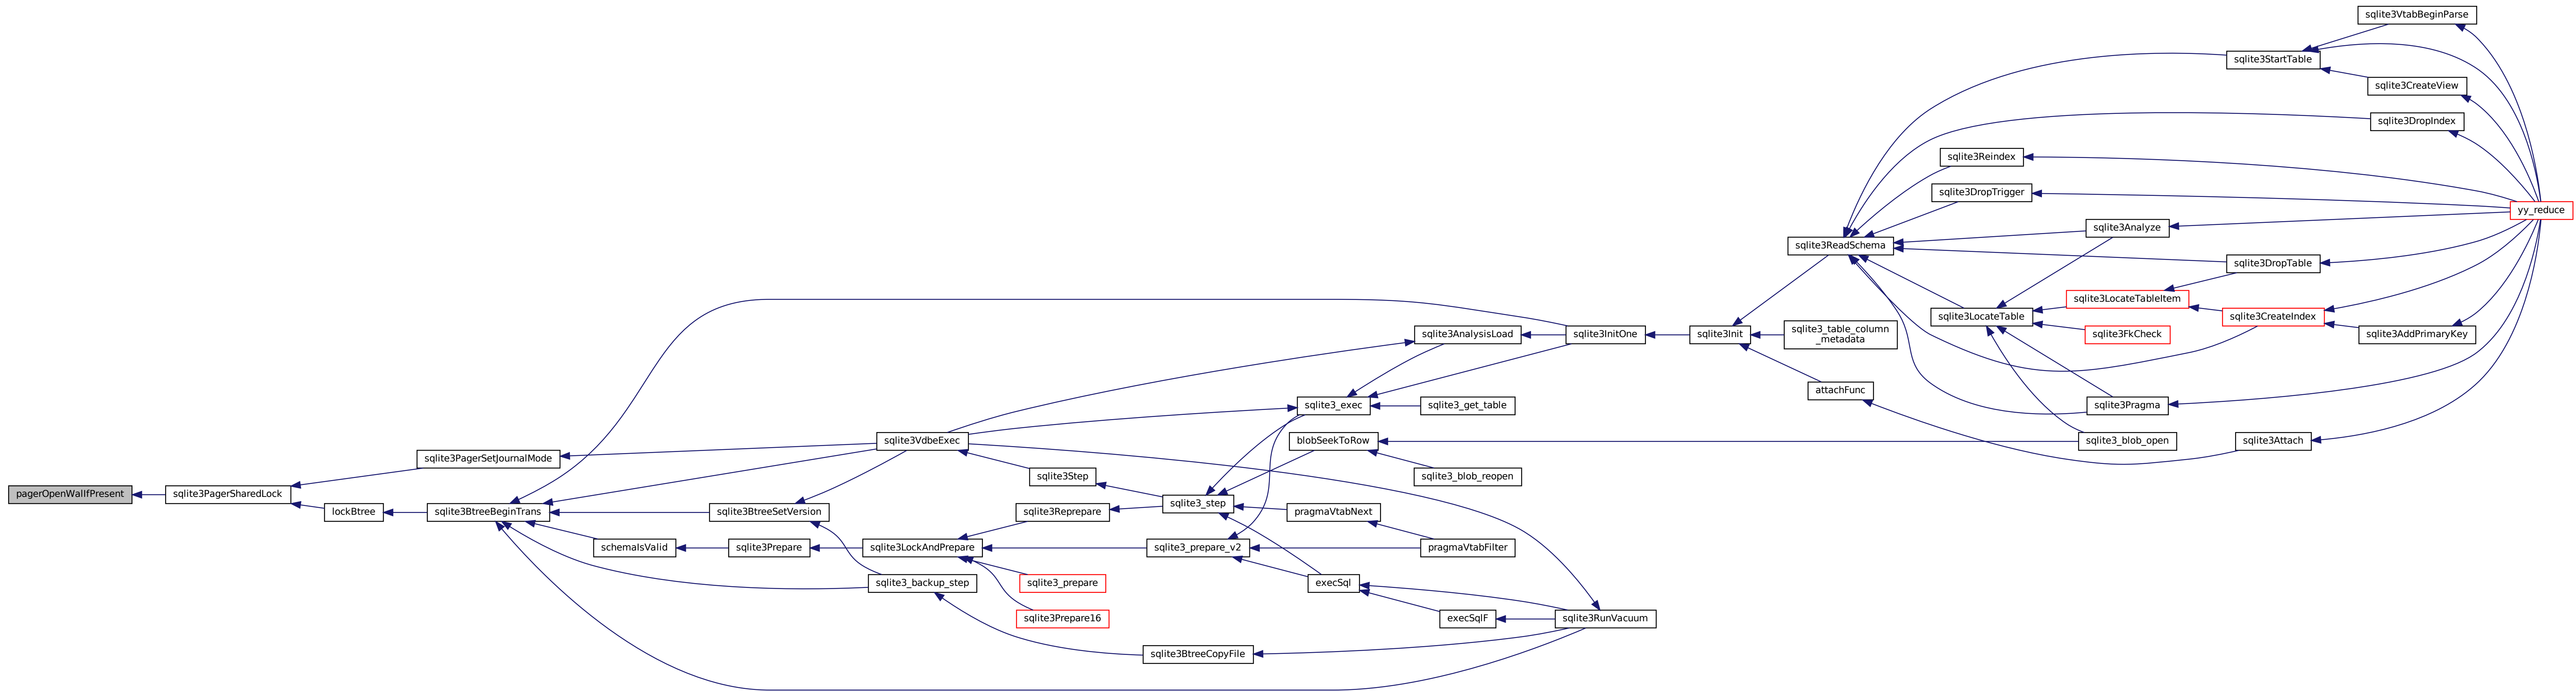 pagerOpenWalIfPresent
sqlite3PagerSharedLock
sqlite3PagerSetJournalMode
lockBtree
sqlite3BtreeBeginTrans
sqlite3VdbeExec
sqlite3BtreeSetVersion
schemaIsValid
sqlite3Prepare
sqlite3LockAndPrepare
sqlite3_backup_step
sqlite3Step
sqlite3Reprepare
sqlite3_prepare
sqlite3Prepare16
sqlite3_step
sqlite3_prepare_v2
sqlite3BtreeCopyFile
sqlite3_exec
blobSeekToRow
pragmaVtabNext
execSql
sqlite3AnalysisLoad
sqlite3_get_table
sqlite3_blob_reopen
pragmaVtabFilter
execSqlF
sqlite3InitOne
sqlite3RunVacuum
sqlite3Init
sqlite3ReadSchema
sqlite3_table_column
_metadata
attachFunc
sqlite3Reindex
sqlite3DropTrigger
sqlite3LocateTable
sqlite3Analyze
sqlite3LocateTableItem
sqlite3FkCheck
sqlite3Pragma
sqlite3_blob_open
sqlite3StartTable
sqlite3DropTable
sqlite3CreateIndex
sqlite3Attach
sqlite3VtabBeginParse
sqlite3CreateView
sqlite3DropIndex
sqlite3AddPrimaryKey
yy_reduce